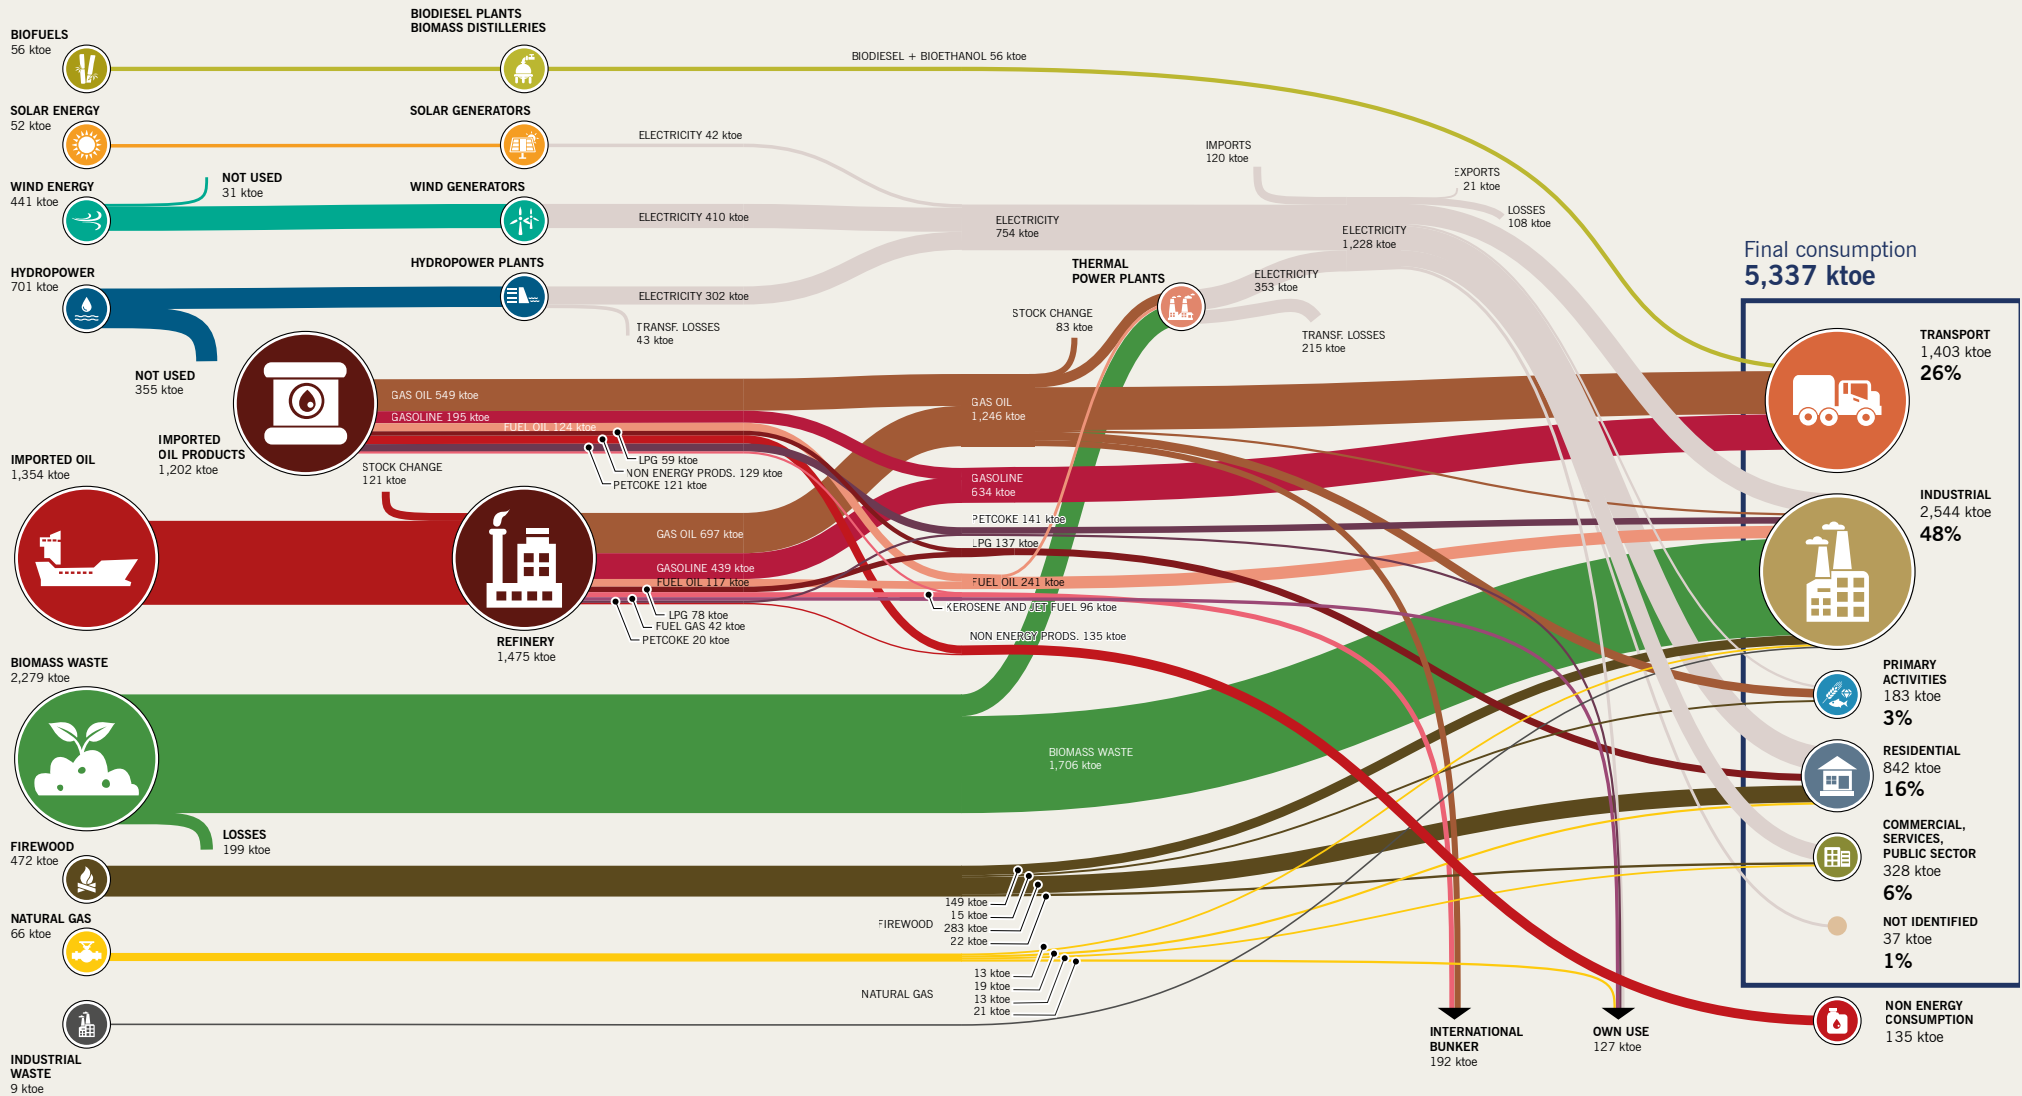 BIOFUELS
56 ktoe
BIODIESEL PLANTS
BIOMASS DISTILLERIES
BIODIESEL + BIOETHANOL 56 ktoe
SOLAR ENERGY
52 ktoe
SOLAR GENERATORS
ELECTRICITY 42 ktoe
WIND ENERGY
441 ktoe
NOT USED
31 ktoe
WIND GENERATORS
ELECTRICITY 410 ktoe
HYDROPOWER
701 ktoe
NOT USED
355 ktoe
HYDROPOWER PLANTS
ELECTRICITY 302 ktoe
TRANSF. LOSSES
43 ktoe
ELECTRICITY
754 ktoe
IMPORTS
120 ktoe
EXPORTS
21 ktoe
LOSSES
108 ktoe
ELECTRICITY
1,228 ktoe
THERMAL
POWER PLANTS
ELECTRICITY
353 ktoe
TRANSF. LOSSES
215 ktoe
STOCK CHANGE
83 ktoe
IMPORTED
OIL PRODUCTS
1,202 ktoe
GAS OIL 549 ktoe
GASOLINE 195 ktoe
FUEL OIL 124 ktoe
LPG 59 ktoe
NON ENERGY PRODS. 129 ktoe
PETCOKE 121 ktoe
IMPORTED OIL
1,354 ktoe
STOCK CHANGE
121 ktoe
REFINERY
1,475 ktoe
GAS OIL 697 ktoe
GASOLINE 439 ktoe
FUEL OIL 117 ktoe
LPG 78 ktoe
FUEL GAS 42 ktoe
PETCOKE 20 ktoe
GAS OIL
1,246 ktoe
GASOLINE
634 ktoe
PETCOKE 141 ktoe
LPG 137 ktoe
FUEL OIL 241 ktoe
KEROSENE AND JET FUEL 96 ktoe
NON ENERGY PRODS. 135 ktoe
BIOMASS WASTE
2,279 ktoe
LOSSES
199 ktoe
BIOMASS WASTE
1,706 ktoe
FIREWOOD
472 ktoe
FIREWOOD
149 ktoe
15 ktoe
283 ktoe
22 ktoe
NATURAL GAS
66 ktoe
NATURAL GAS
13 ktoe
19 ktoe
13 ktoe
21 ktoe
INDUSTRIAL
WASTE
9 ktoe
INTERNATIONAL
BUNKER
192 ktoe
OWN USE
127 ktoe
Final consumption
5,337 ktoe
TRANSPORT
1,403 ktoe
26%
INDUSTRIAL
2,544 ktoe
48%
PRIMARY
ACTIVITIES
183 ktoe
3%
RESIDENTIAL
842 ktoe
16%
COMMERCIAL,
SERVICES,
PUBLIC SECTOR
328 ktoe
6%
NOT IDENTIFIED
37 ktoe
1%
NON ENERGY
CONSUMPTION
135 ktoe